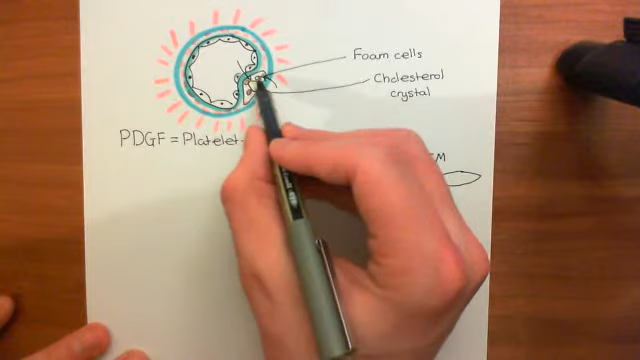 Foam cells
Cholesterol
crystal
PDGF = Platelet-
M